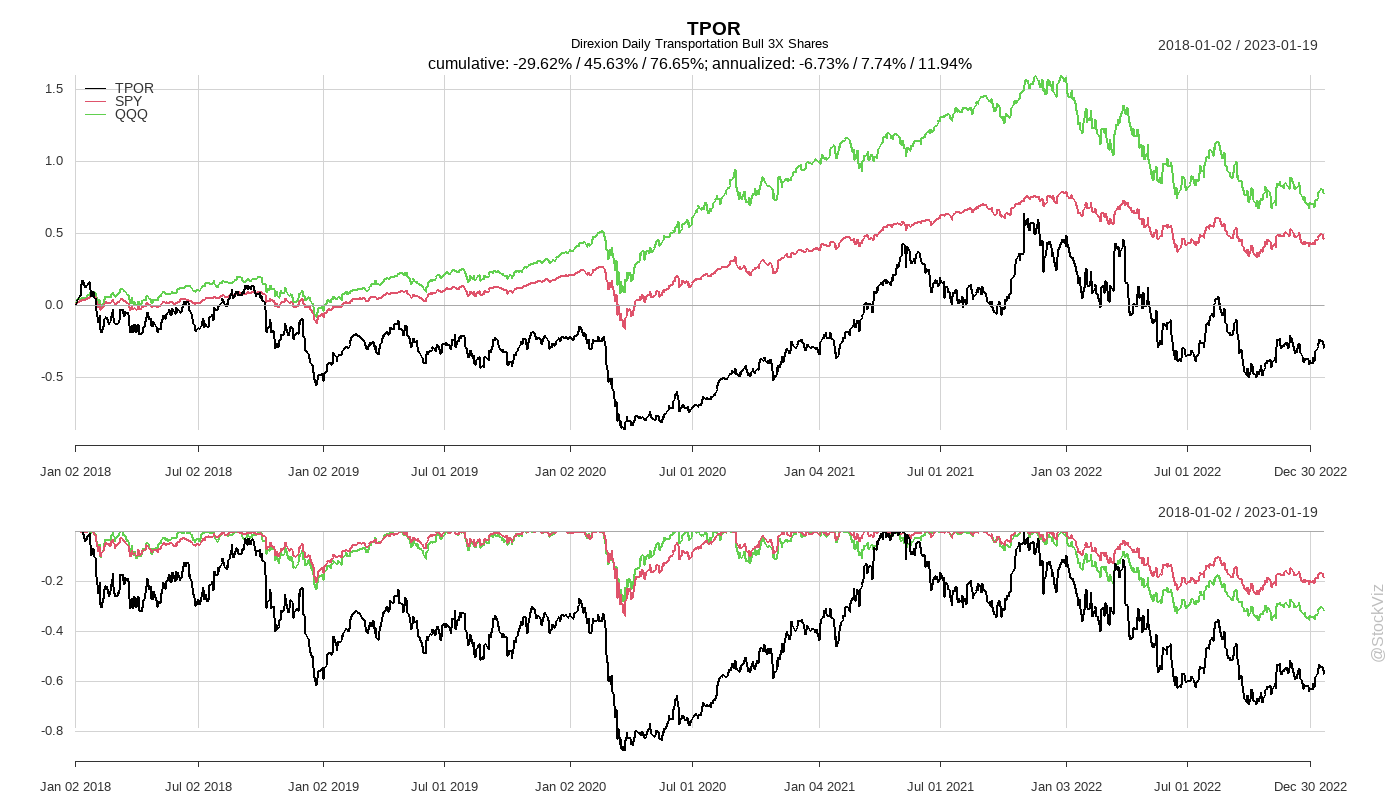 TPOR
Direxion Daily Transportation Bull 3X Shares
2018-01-02 / 2023-01-19
cumulative: -29.62% / 45.63% / 76.65%; annualized: -6.73% / 7.74% / 11.94%
TPOR
SPY
QQQ
1.5
1.0
0.5
0.0
-0.5
Jan 02 2018 Jul 02 2018 Jan 02 2019 Jul 01 2019 Jan 02 2020 Jul 01 2020 Jan 04 2021 Jul 01 2021 Jan 03 2022 Jul 01 2022 Dec 30 2022
2018-01-02 / 2023-01-19
-0.2
-0.4
-0.6
-0.8
Jan 02 2018 Jul 02 2018 Jan 02 2019 Jul 01 2019 Jan 02 2020 Jul 01 2020 Jan 04 2021 Jul 01 2021 Jan 03 2022 Jul 01 2022 Dec 30 2022
@StockViz